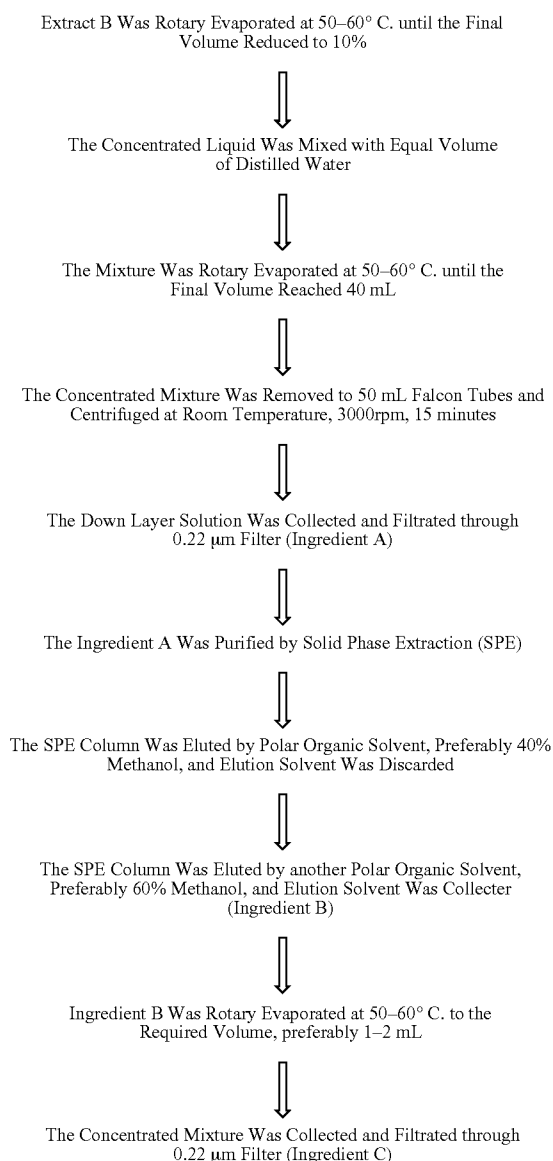 Extract B Was Rotary Evaporated at 50–60° C. until the Final
Volume Reduced to 10%
The Concentrated Liquid Was Mixed with Equal Volume
of Distilled Water
The Mixture Was Rotary Evaporated at 50–60° C. until the
Final Volume Reached 40 mL
The Concentrated Mixture Was Removed to 50 mL Falcon Tubes and
Centrifuged at Room Temperature, 3000rpm, 15 minutes
The Down Layer Solution Was Collected and Filtrated through
0.22 μm Filter (Ingredient A)
The Ingredient A Was Purified by Solid Phase Extraction (SPE)
The SPE Column Was Eluted by Polar Organic Solvent, Preferably 40%
Methanol, and Elution Solvent Was Discarded
The SPE Column Was Eluted by another Polar Organic Solvent,
Preferably 60% Methanol, and Elution Solvent Was Collecter
(Ingredient B)
Ingredient B Was Rotary Evaporated at 50–60° C. to the
Required Volume, preferably 1–2 mL
The Concentrated Mixture Was Collected and Filtrated through
0.22 μm Filter (Ingredient C)